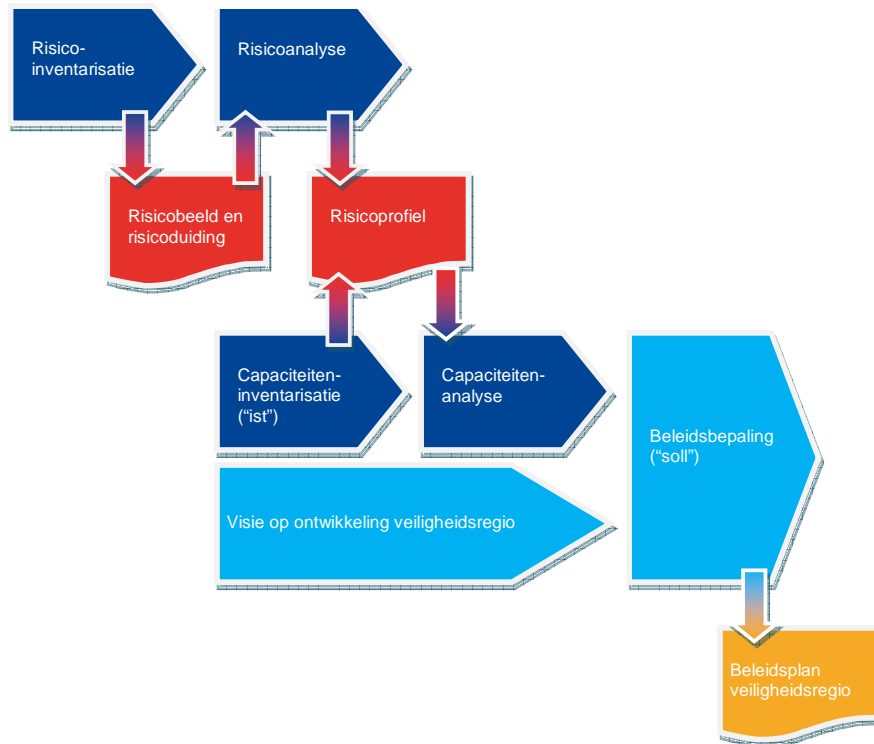 Risico-
inventarisatie
Risicoanalyse
Risicobeeld en
risicoduiding
Risicoprofiel
Capaciteiten-
inventarisatie
(“ist”)
Capaciteiten-
analyse
Beleidsbepaling
(“soll”)
Visie op ontwikkeling veiligheidsregio
Beleidsplan
veiligheidsregio